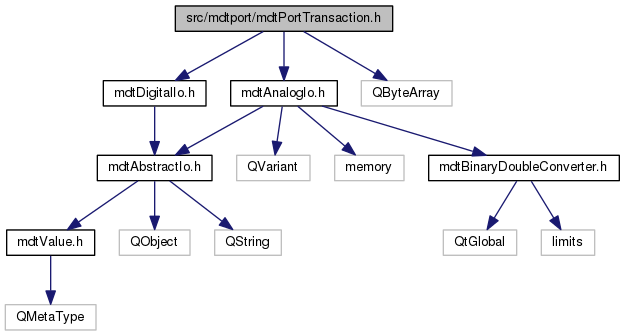 src/mdtport/mdtPortTransaction.h
mdtDigitalIo.h
mdtAnalogIo.h
QByteArray
mdtAbstractIo.h
QVariant
memory
mdtBinaryDoubleConverter.h
mdtValue.h
QObject
QString
QtGlobal
limits
QMetaType